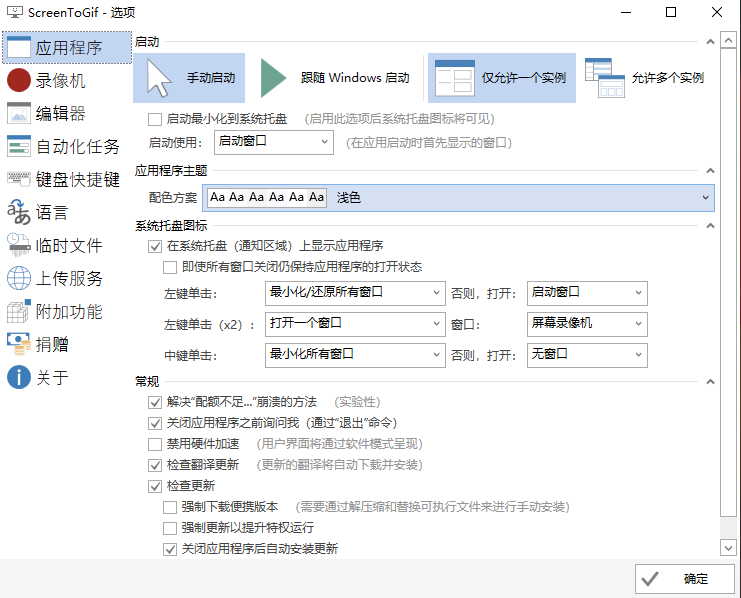 ScreenToGif - 选项
应用程序
录像机
编辑器
自动化任务
键盘快捷键
语言
临时文件
上传服务
附加功能
捐赠
关于
启动
手动启动 跟随 Windows 启动 仅允许一个实例 允许多个实例
启动最小化到系统托盘 (启用此选项后系统托盘图标将可见)
启动使用： 启动窗口 (在应用启动时首先显示的窗口)
应用程序主题
配色方案 Aa Aa Aa Aa Aa Aa 浅色
系统托盘图标
在系统托盘（通知区域）上显示应用程序
即使所有窗口关闭仍保持应用程序的打开状态
左键单击： 最小化/还原所有窗口 否则，打开： 启动窗口
左键单击（x2）： 打开一个窗口 窗口： 屏幕录像机
中键单击： 最小化所有窗口 否则，打开： 无窗口
常规
解决“配额不足...”崩溃的方法 (实验性)
关闭应用程序之前询问我（通过“退出”命令）
禁用硬件加速 (用户界面将通过软件模式呈现)
检查翻译更新 (更新的翻译将自动下载并安装)
检查更新
强制下载便携版本 (需要通过解压缩和替换可执行文件来进行手动安装)
强制更新以提升特权运行
关闭应用程序后自动安装更新
确定